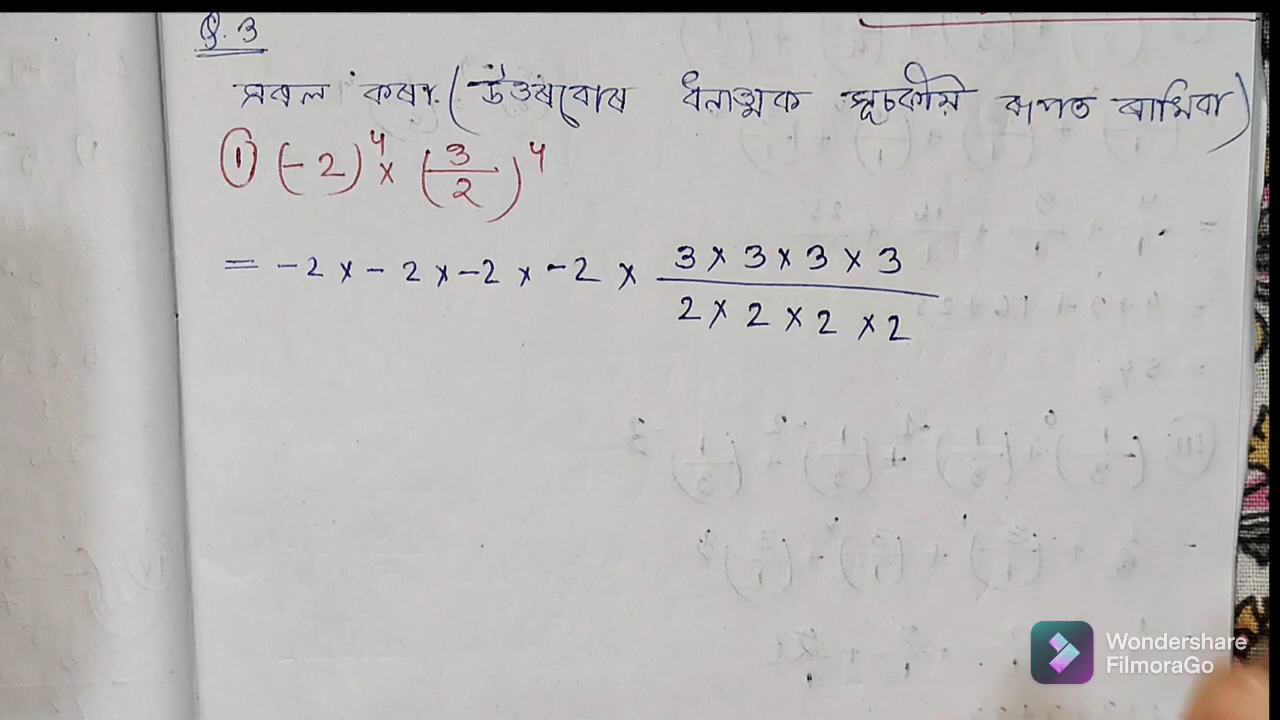 Q. 3
সৰল কৰা (উত্তৰবোৰ ধনাত্মক সূচকীয় ৰূপত ৰাখিবা)
① (-2)⁴ × (3/2)⁴
= -2 × -2 × -2 × -2 × 3 × 3 × 3 × 3 / 2 × 2 × 2 × 2
Wondershare
FilmoraGo